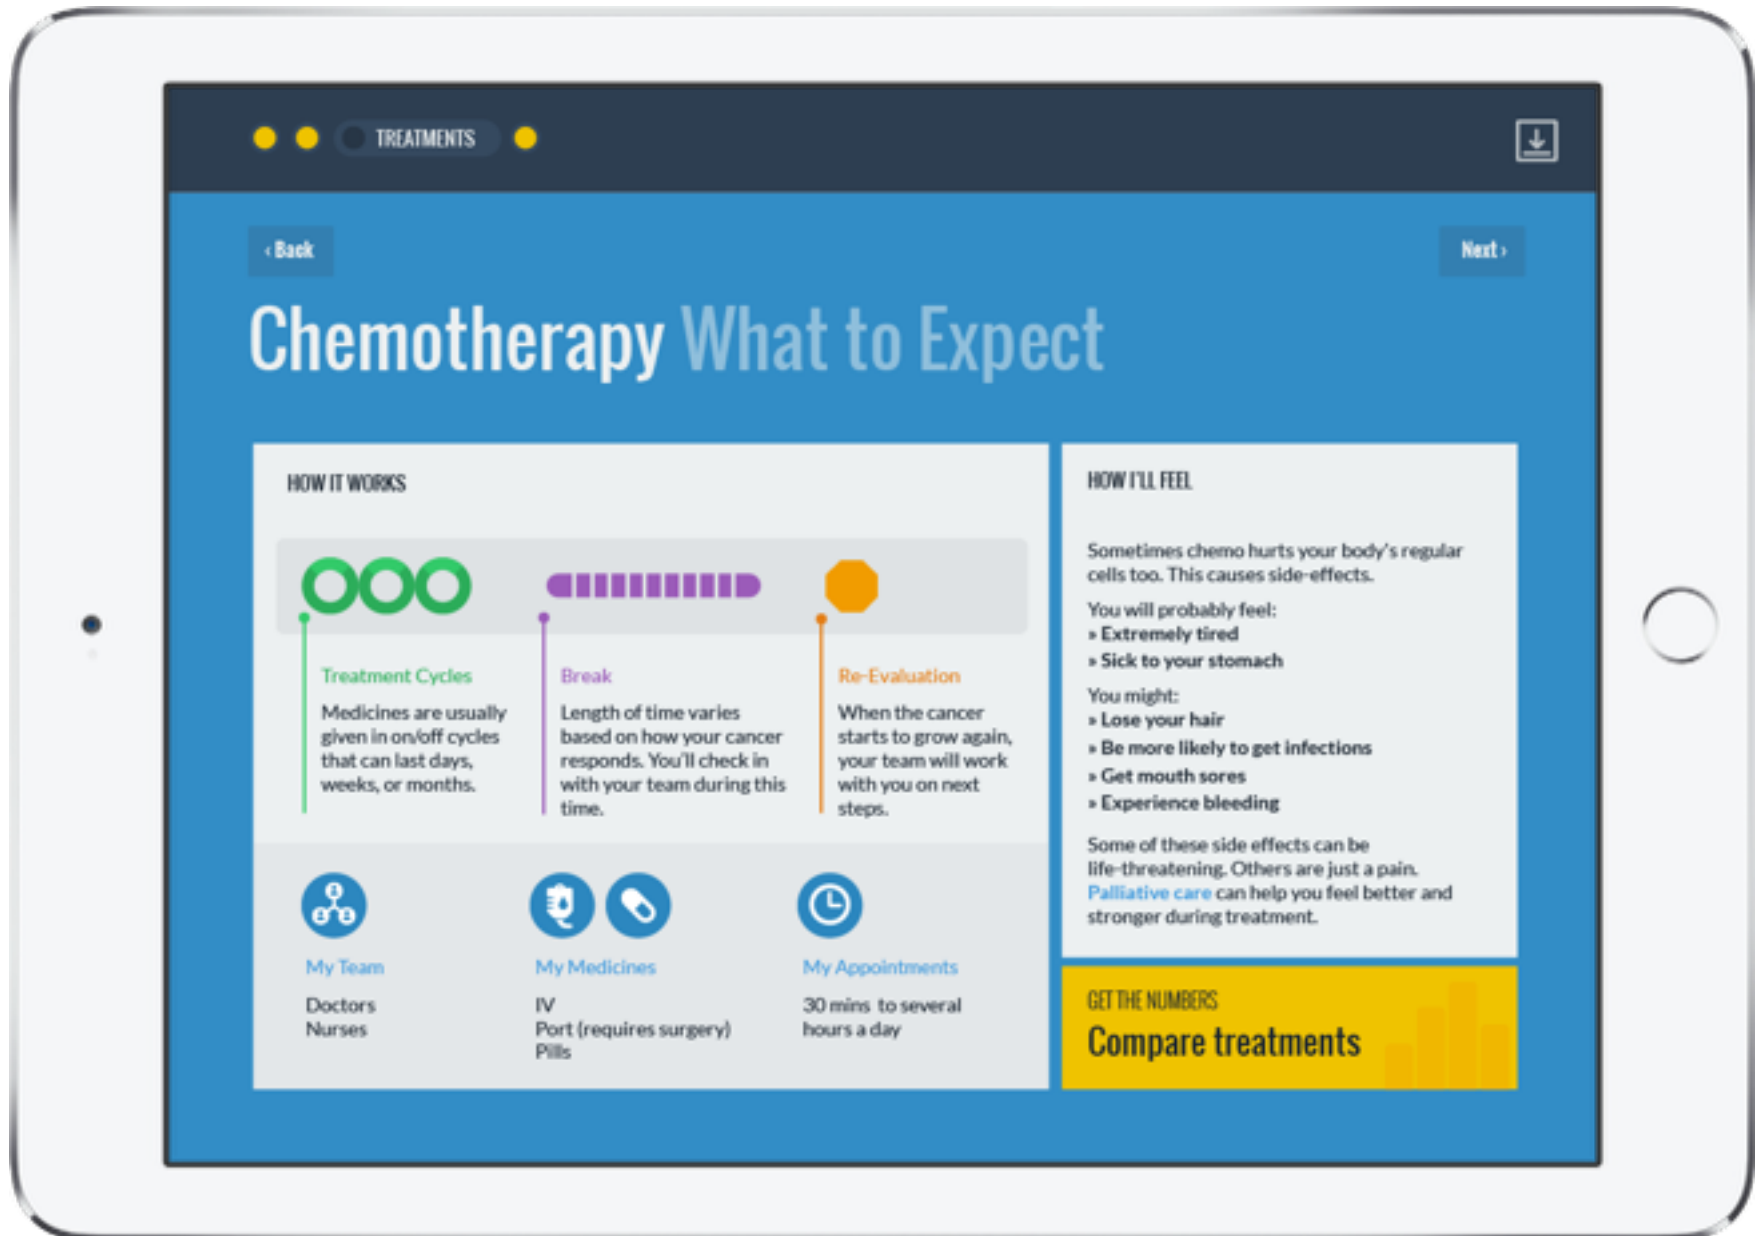 TREATMENTS
‹ Back
Next ›
Chemotherapy What to Expect
HOW IT WORKS
Treatment Cycles
Medicines are usually
given in on/off cycles
that can last days,
weeks, or months.
Break
Length of time varies
based on how your cancer
responds. You'll check in
with your team during this
time.
Re-Evaluation
When the cancer
starts to grow again,
your team will work
with you on next
steps.
My Team
Doctors
Nurses
My Medicines
IV
Port (requires surgery)
Pills
My Appointments
30 mins to several
hours a day
HOW I'LL FEEL
Sometimes chemo hurts your body's regular
cells too. This causes side-effects.
You will probably feel:
» Extremely tired
» Sick to your stomach
You might:
» Lose your hair
» Be more likely to get infections
» Get mouth sores
» Experience bleeding
Some of these side effects can be
life-threatening. Others are just a pain.
Palliative care can help you feel better and
stronger during treatment.
GET THE NUMBERS
Compare treatments